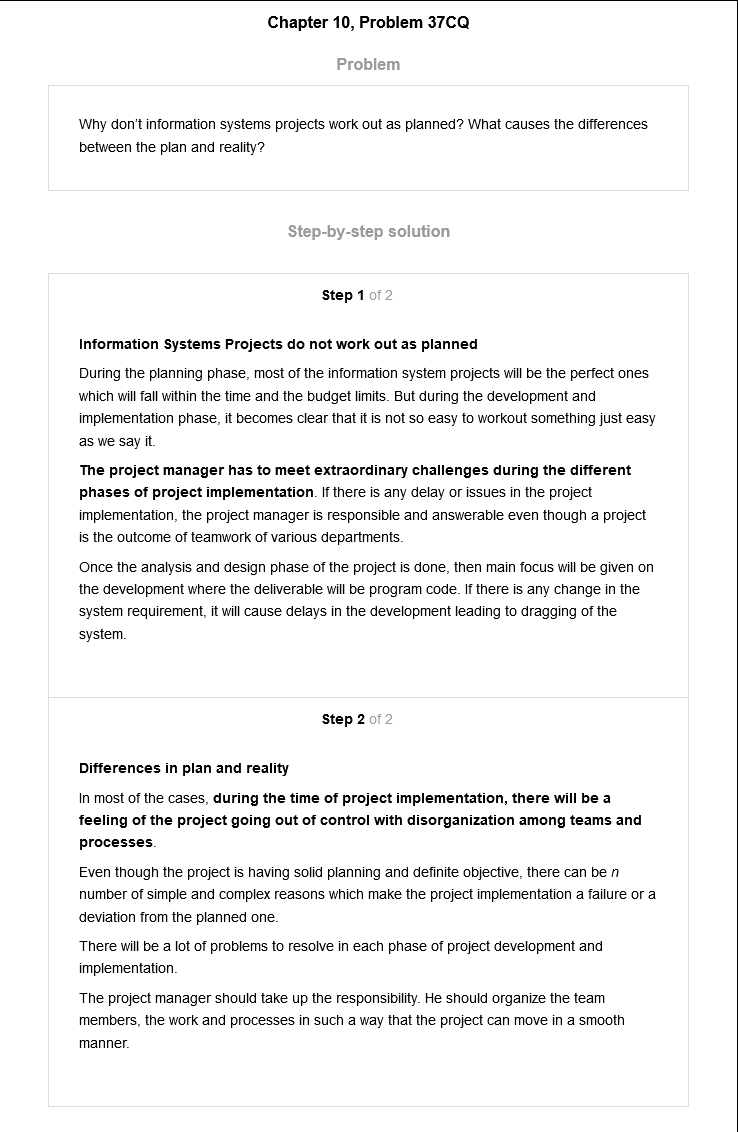 Chapter 10, Problem 37CQ
Problem
Why don't information systems projects work out as planned? What causes the differences
between the plan and reality?
Step-by-step solution
Step 1 of 2
Information Systems Projects do not work out as planned
During the planning phase, most of the information system projects will be the perfect ones
which will fall within the time and the budget limits. But during the development and
implementation phase, it becomes clear that it is not so easy to workout something just easy
as we say it.
The project manager has to meet extraordinary challenges during the different
phases of project implementation. If there is any delay or issues in the project
implementation, the project manager is responsible and answerable even though a project
is the outcome of teamwork of various departments.
Once the analysis and design phase of the project is done, then main focus will be given on
the development where the deliverable will be program code. If there is any change in the
system requirement, it will cause delays in the development leading to dragging of the
system.
Step 2 of 2
Differences in plan and reality
In most of the cases, during the time of project implementation, there will be a
feeling of the project going out of control with disorganization among teams and
processes.
Even though the project is having solid planning and definite objective, there can be n
number of simple and complex reasons which make the project implementation a failure or a
deviation from the planned one.
There will be a lot of problems to resolve in each phase of project development and
implementation.
The project manager should take up the responsibility. He should organize the team
members, the work and processes in such a way that the project can move in a smooth
manner.